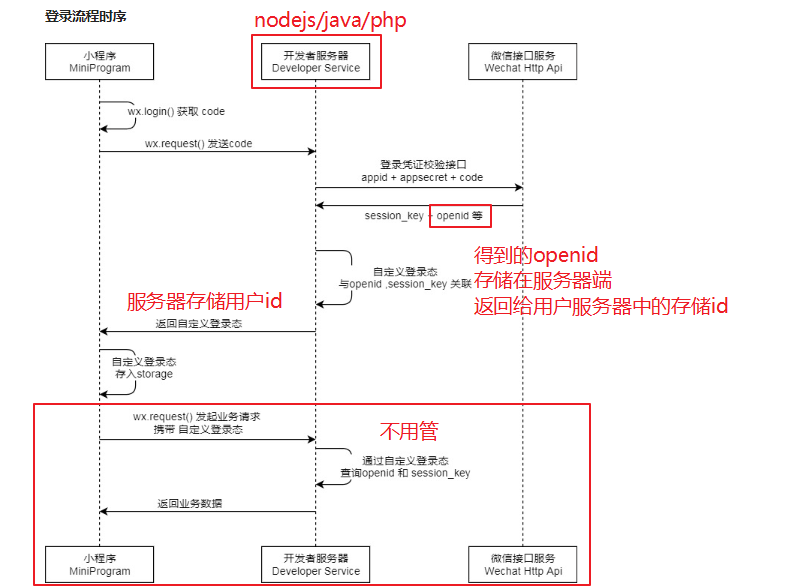 登录流程时序
nodejs/java/php
小程序
MiniProgram
开发者服务器
Developer Service
微信接口服务
Wechat Http Api
wx.login() 获取 code
wx.request() 发送code
登录凭证校验接口
appid + appsecret + code
session_key + openid 等
得到的openid
存储在服务器端
返回给用户服务器中的存储id
自定义登录态
与openid ,session_key 关联
服务器存储用户id
返回自定义登录态
自定义登录态
存入storage
wx.request() 发起业务请求
携带 自定义登录态
不用管
通过自定义登录态
查询openid 和 session_key
返回业务数据
小程序
MiniProgram
开发者服务器
Developer Service
微信接口服务
Wechat Http Api